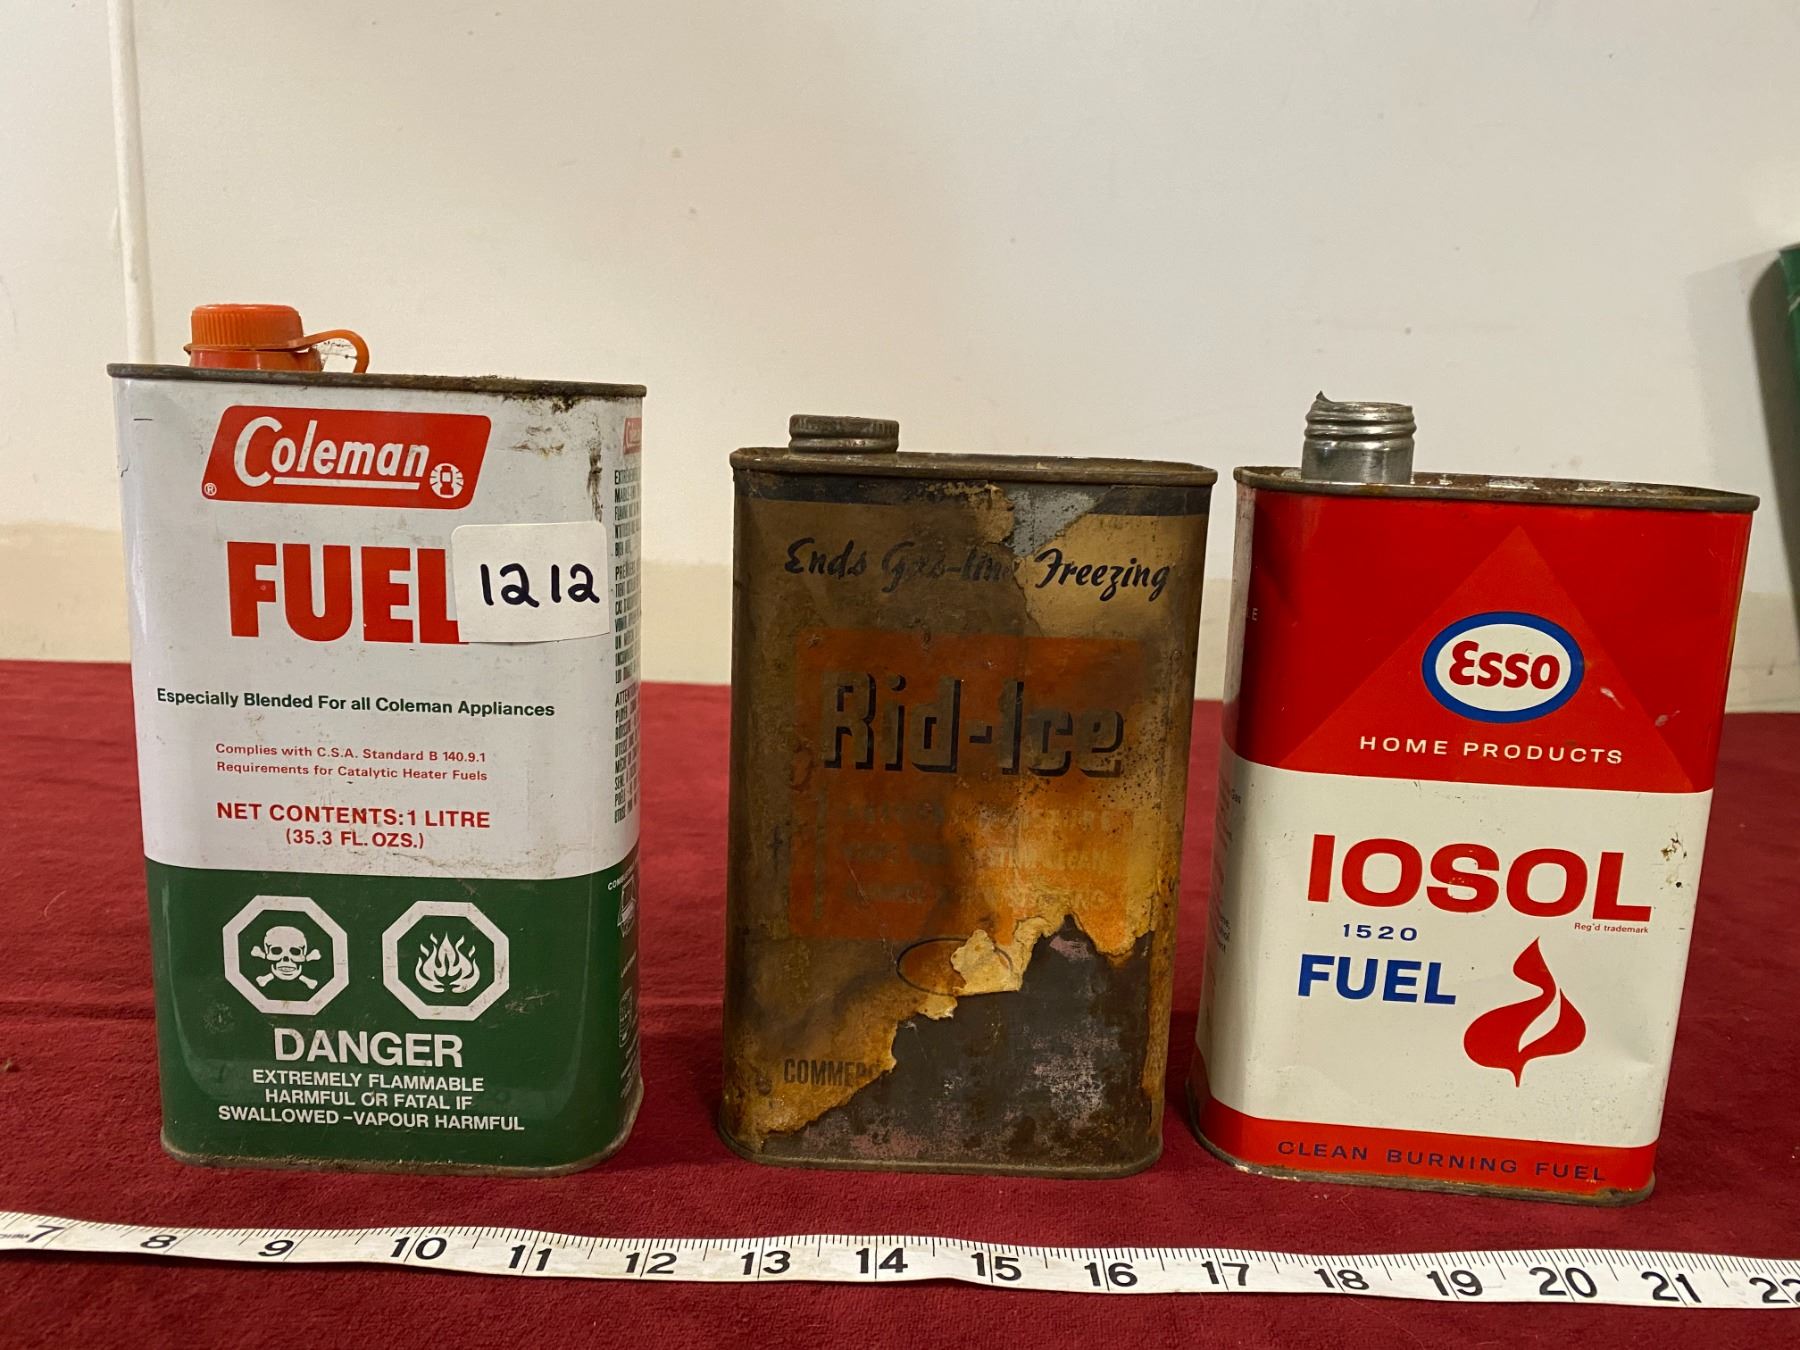 Coleman
®
FUEL
1212
Especially Blended For all Coleman Appliances
Complies with C.S.A. Standard B 140.9.1
Requirements for Catalytic Heater Fuels
NET CONTENTS: 1 LITRE
(35.3 FL. OZS.)
DANGER
EXTREMELY FLAMMABLE
HARMFUL OR FATAL IF
SWALLOWED-VAPOUR HARMFUL
Ends Gas-line Freezing
Rid-Ice
Esso
HOME PRODUCTS
IOSOL
Reg'd trademark
1520
FUEL
CLEAN BURNING FUEL
7 8 9 10 11 12 13 14 15 16 17 18 19 20 21 22